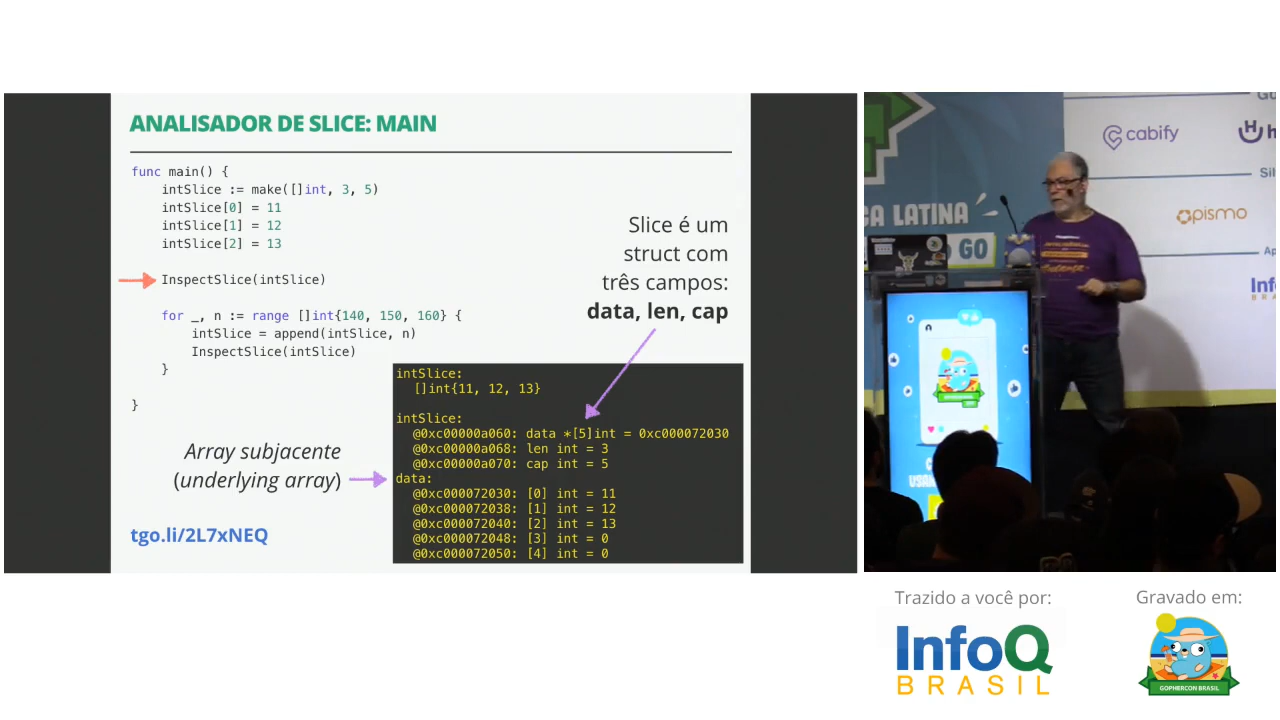 ANALISADOR DE SLICE: MAIN
func main() {
intSlice := make([]int, 3, 5)
intSlice[0] = 11
intSlice[1] = 12
intSlice[2] = 13
InspectSlice(intSlice)
for _, n := range []int{140, 150, 160} {
intSlice = append(intSlice, n)
InspectSlice(intSlice)
}
}
Slice é um
struct com
três campos:
data, len, cap
Array subjacente
(underlying array)
tgo.li/2L7xNEQ
intSlice:
[]int{11, 12, 13}
intSlice:
@0xc00000a060: data *[5]int = 0xc000072030
@0xc00000a068: len int = 3
@0xc00000a070: cap int = 5
data:
@0xc000072030: [0] int = 11
@0xc000072038: [1] int = 12
@0xc000072040: [2] int = 13
@0xc000072048: [3] int = 0
@0xc000072050: [4] int = 0
cabify
CA LATINA
GO
pismo
Trazido a você por:
InfoQ
BRASIL
Gravado em:
GOPHERCON BRASIL